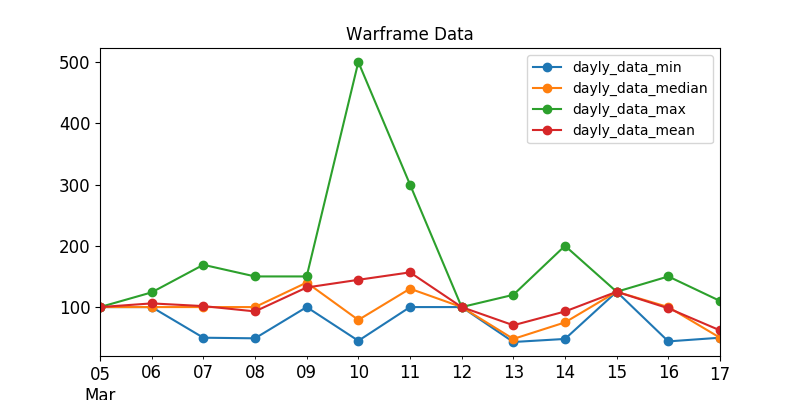 Warframe Data
500
400
300
200
100
dayly_data_min
dayly_data_median
dayly_data_max
dayly_data_mean
05 06 07 08 09 10 11 12 13 14 15 16 17
Mar